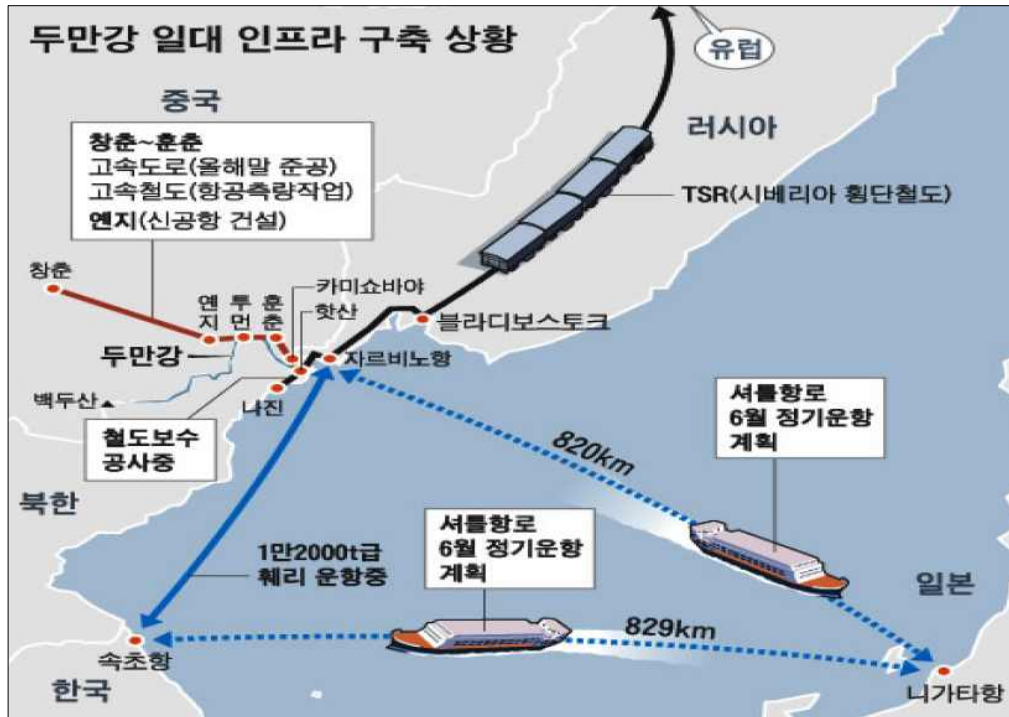 두만강 일대 인프라 구축 상황
유럽
중국
러시아
창춘~훈춘
고속도로(올해말 준공)
고속철도(항공측량작업)
옌지(신공항 건설)
TSR(시베리아 횡단철도)
창춘
옌지
투먼
훈춘
카미쇼바야
핫산
블라디보스토크
두만강
자르비노항
백두산▲
나진
철도보수
공사중
셔틀항로
6월 정기운항
계획
820km
북한
셔틀항로
6월 정기운항
계획
1만2000t급
훼리 운항중
일본
829km
속초항
한국
니가타항